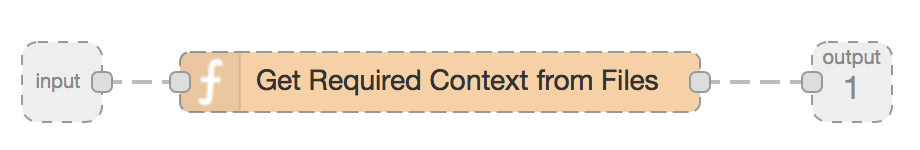 input
Get Required Context from Files
output
1